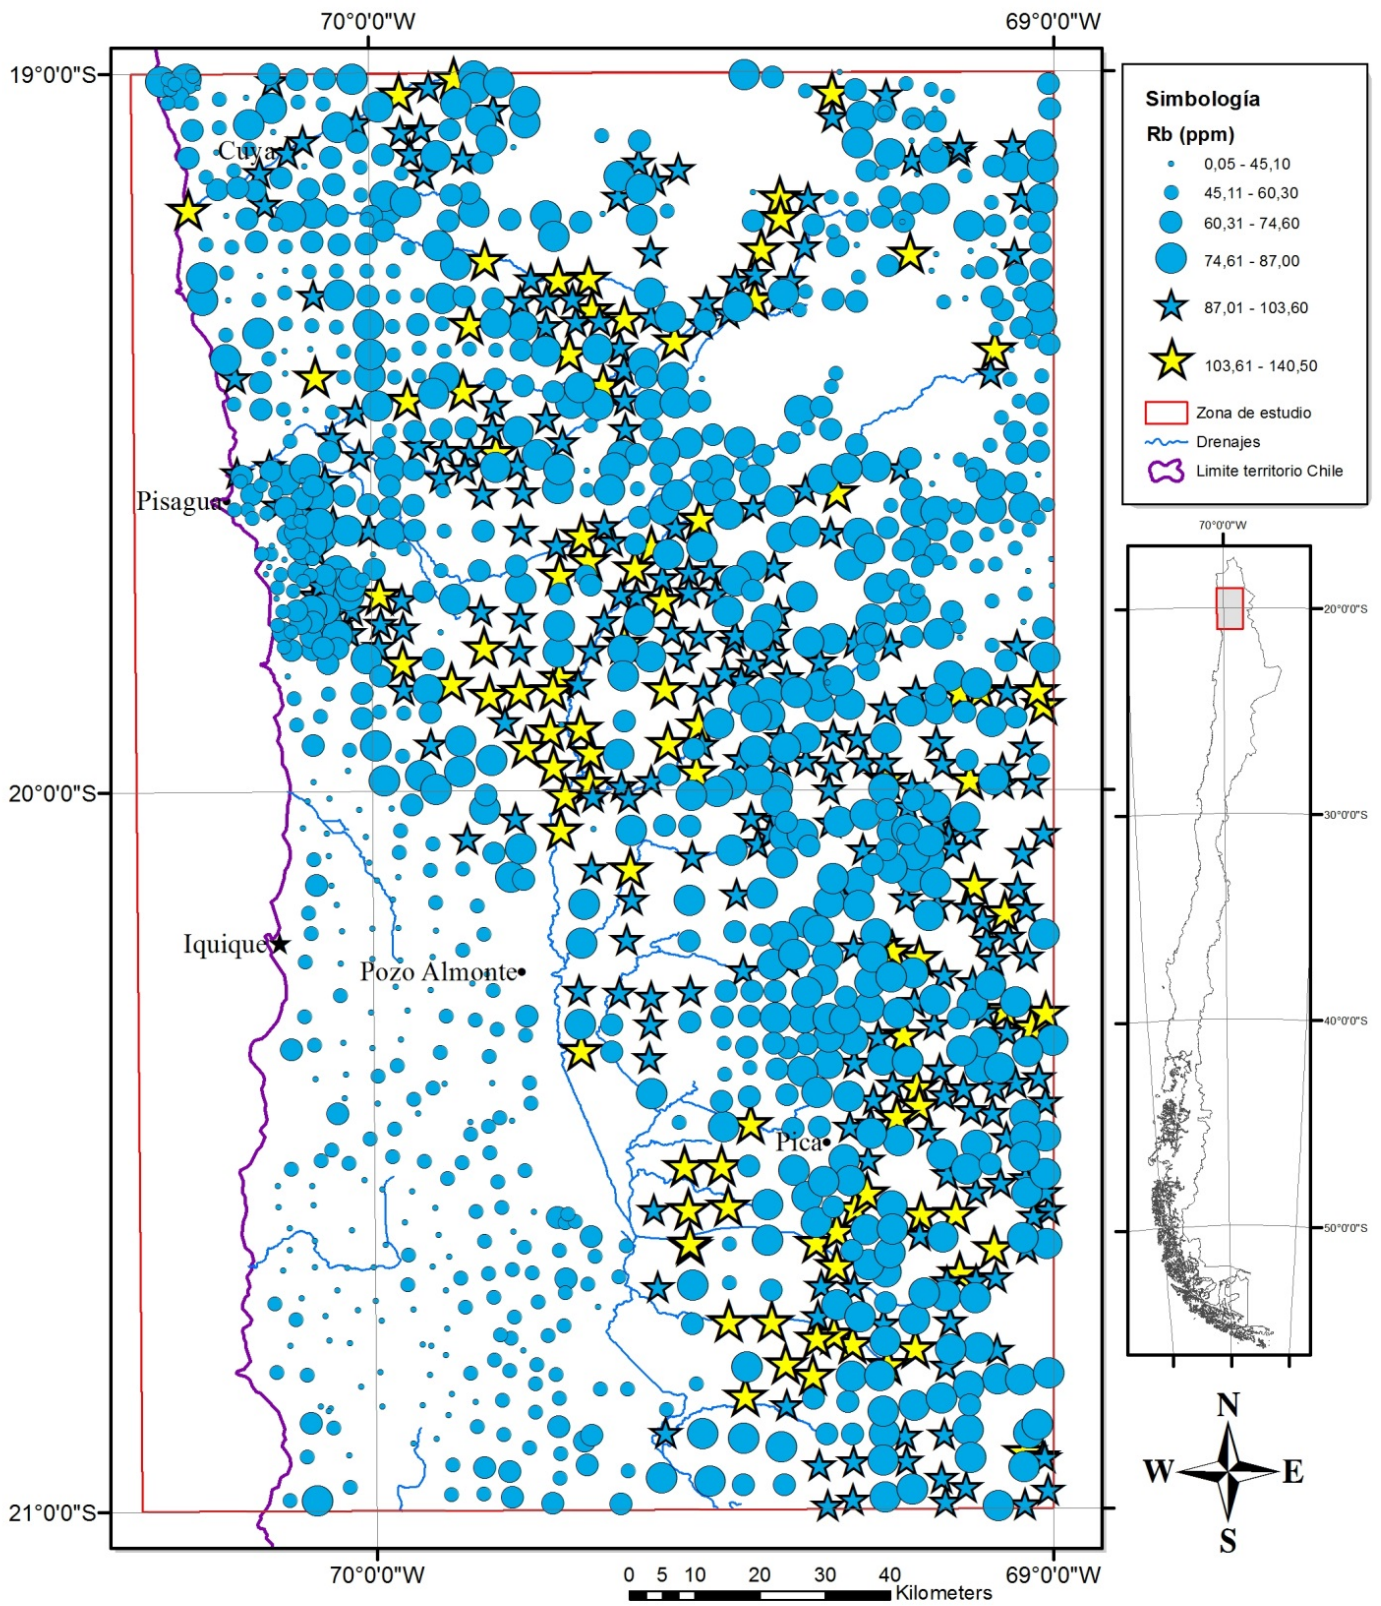 70°0'0"W
69°0'0"W
19°0'0"S
Cuya
Pisagua
20°0'0"S
Iquique
Pozo Almonte
Pica
21°0'0"S
70°0'0"W
69°0'0"W
0 5 10 20 30 40
Kilometers
Simbología
Rb (ppm)
0,05 - 45,10
45,11 - 60,30
60,31 - 74,60
74,61 - 87,00
87,01 - 103,60
103,61 - 140,50
Zona de estudio
Drenajes
Limite territorio Chile
70°0'0"W
20°0'0"S
30°0'0"S
40°0'0"S
50°0'0"S
N
W E
S